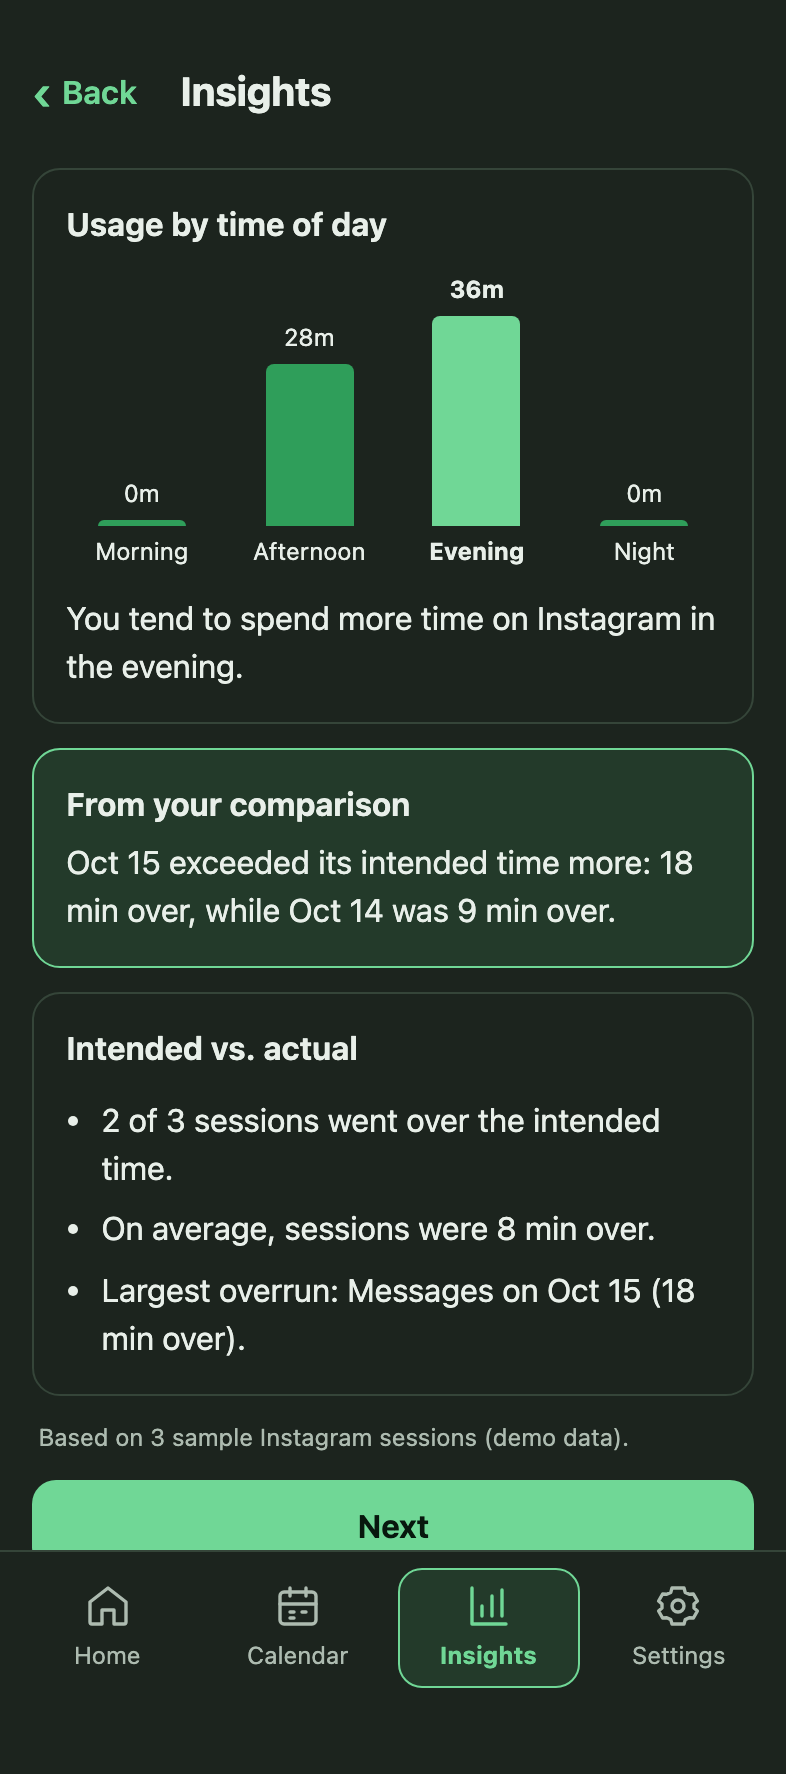 ‹ Back Insights
Usage by time of day
36m
28m
0m
0m
Morning Afternoon Evening Night
You tend to spend more time on Instagram in
the evening.
From your comparison
Oct 15 exceeded its intended time more: 18
min over, while Oct 14 was 9 min over.
Intended vs. actual
• 2 of 3 sessions went over the intended
time.
• On average, sessions were 8 min over.
• Largest overrun: Messages on Oct 15 (18
min over).
Based on 3 sample Instagram sessions (demo data).
Next
Home Calendar Insights Settings